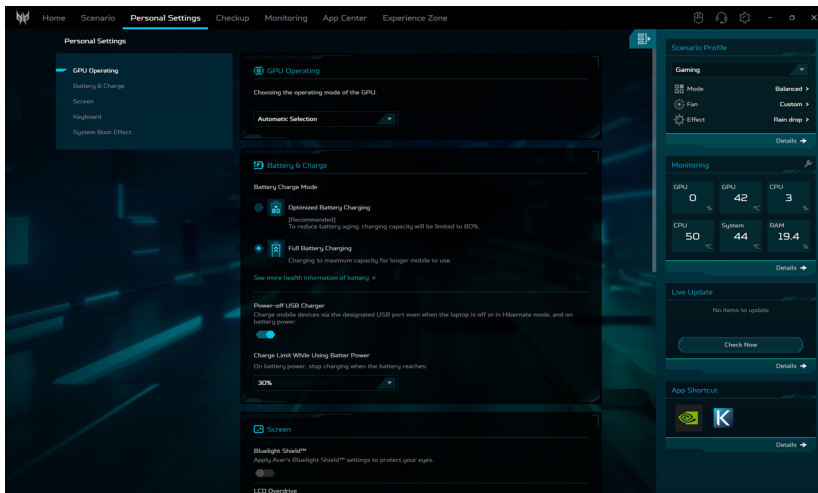 Home Scenario Personal Settings Checkup Monitoring App Center Experience Zone
Personal Settings
GPU Operating
Battery & Charge
Screen
Keyboard
System Boot Effect
GPU Operating
Choosing the operating mode of the GPU.
Automatic Selection
Battery & Charge
Battery Charge Mode
80
Optimized Battery Charging
[Recommended]
To reduce battery aging, charging capacity will be limited to 80%.
Full Battery Charging
Charging to maximum capacity for longer mobile to use.
See more health information of battery
Power-off USB Charger
Charge mobile devices via the designated USB port even when the laptop is off or in Hibernate mode, and on
battery power.
Charge Limit While Using Batter Power
On battery power, stop charging when the battery reaches:
30%
Screen
Bluelight Shield™
Apply Acer's Bluelight Shield™ settings to protect your eyes.
LCD Overdrive
Scenario Profile
Gaming
Mode Balanced >
Fan Custom >
Effect Rain drop >
Details →
Monitoring
GPU GPU CPU
0 % 42 °C 3 %
CPU System RAM
50 °C 44 °C 19.4 %
Details →
Live Update
No items to update
Check Now
Details →
App Shortcut
K
Details →